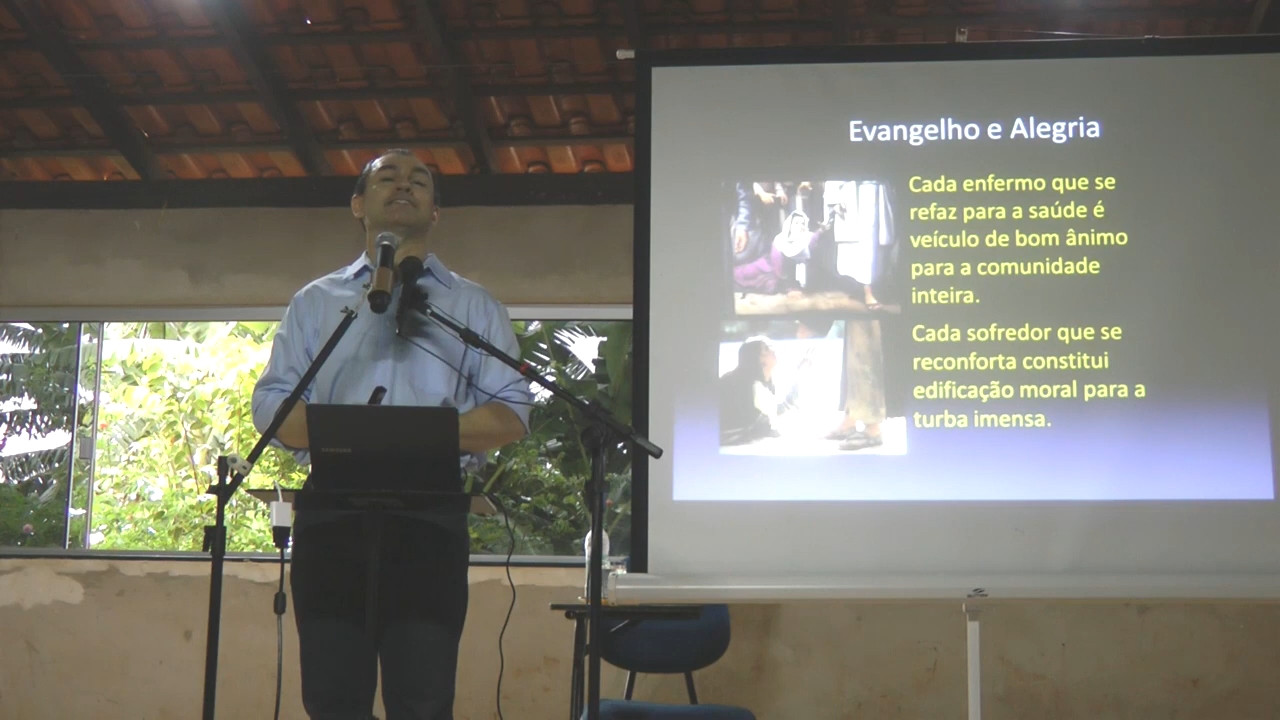 Evangelho e Alegria
Cada enfermo que se
refaz para a saúde é
veículo de bom ânimo
para a comunidade
inteira.
Cada sofredor que se
reconforta constitui
edificação moral para a
turba imensa.
SAMSUNG